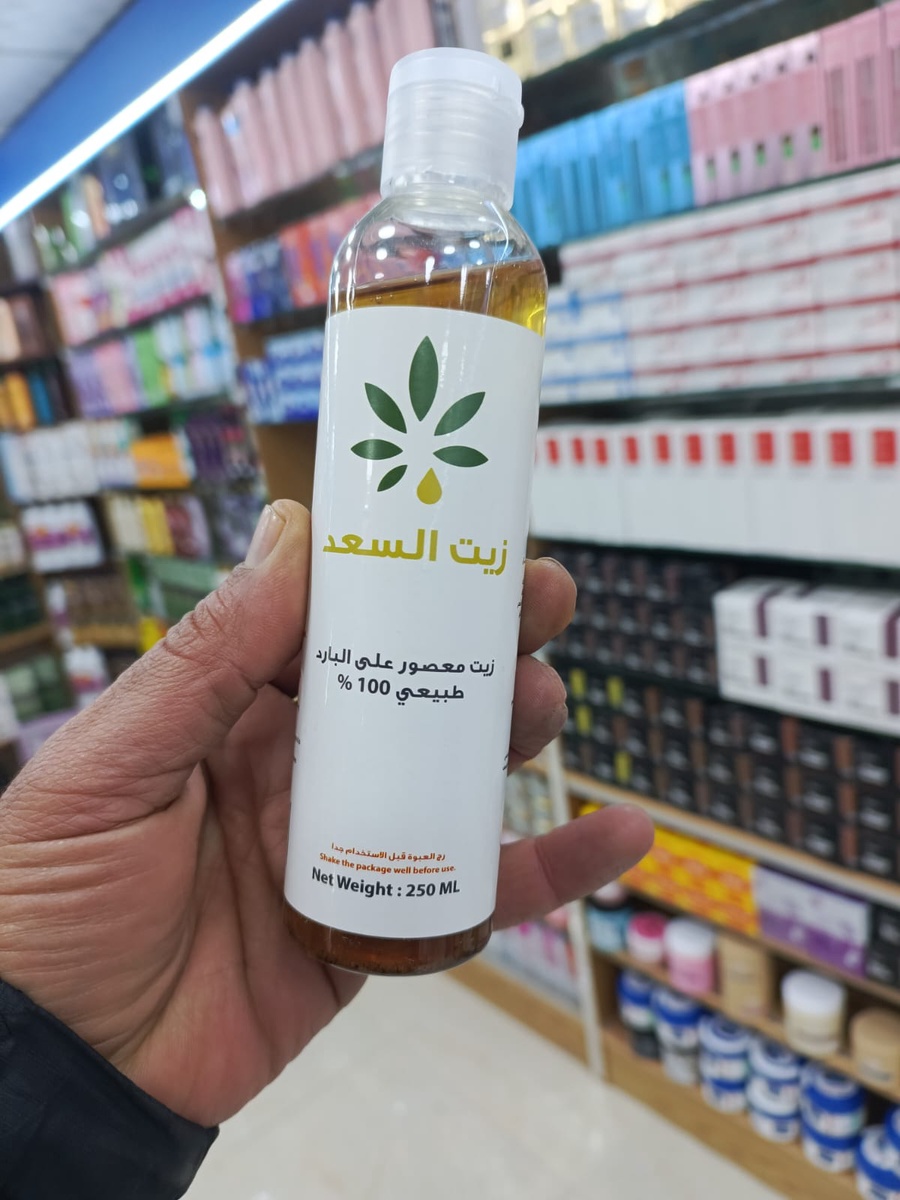 زيت السعد
زيت معصور على البارد
طبيعي 100 %
رج العبوة قبل الاستخدام جداً
Shake the package well before use.
Net Weight : 250 ML